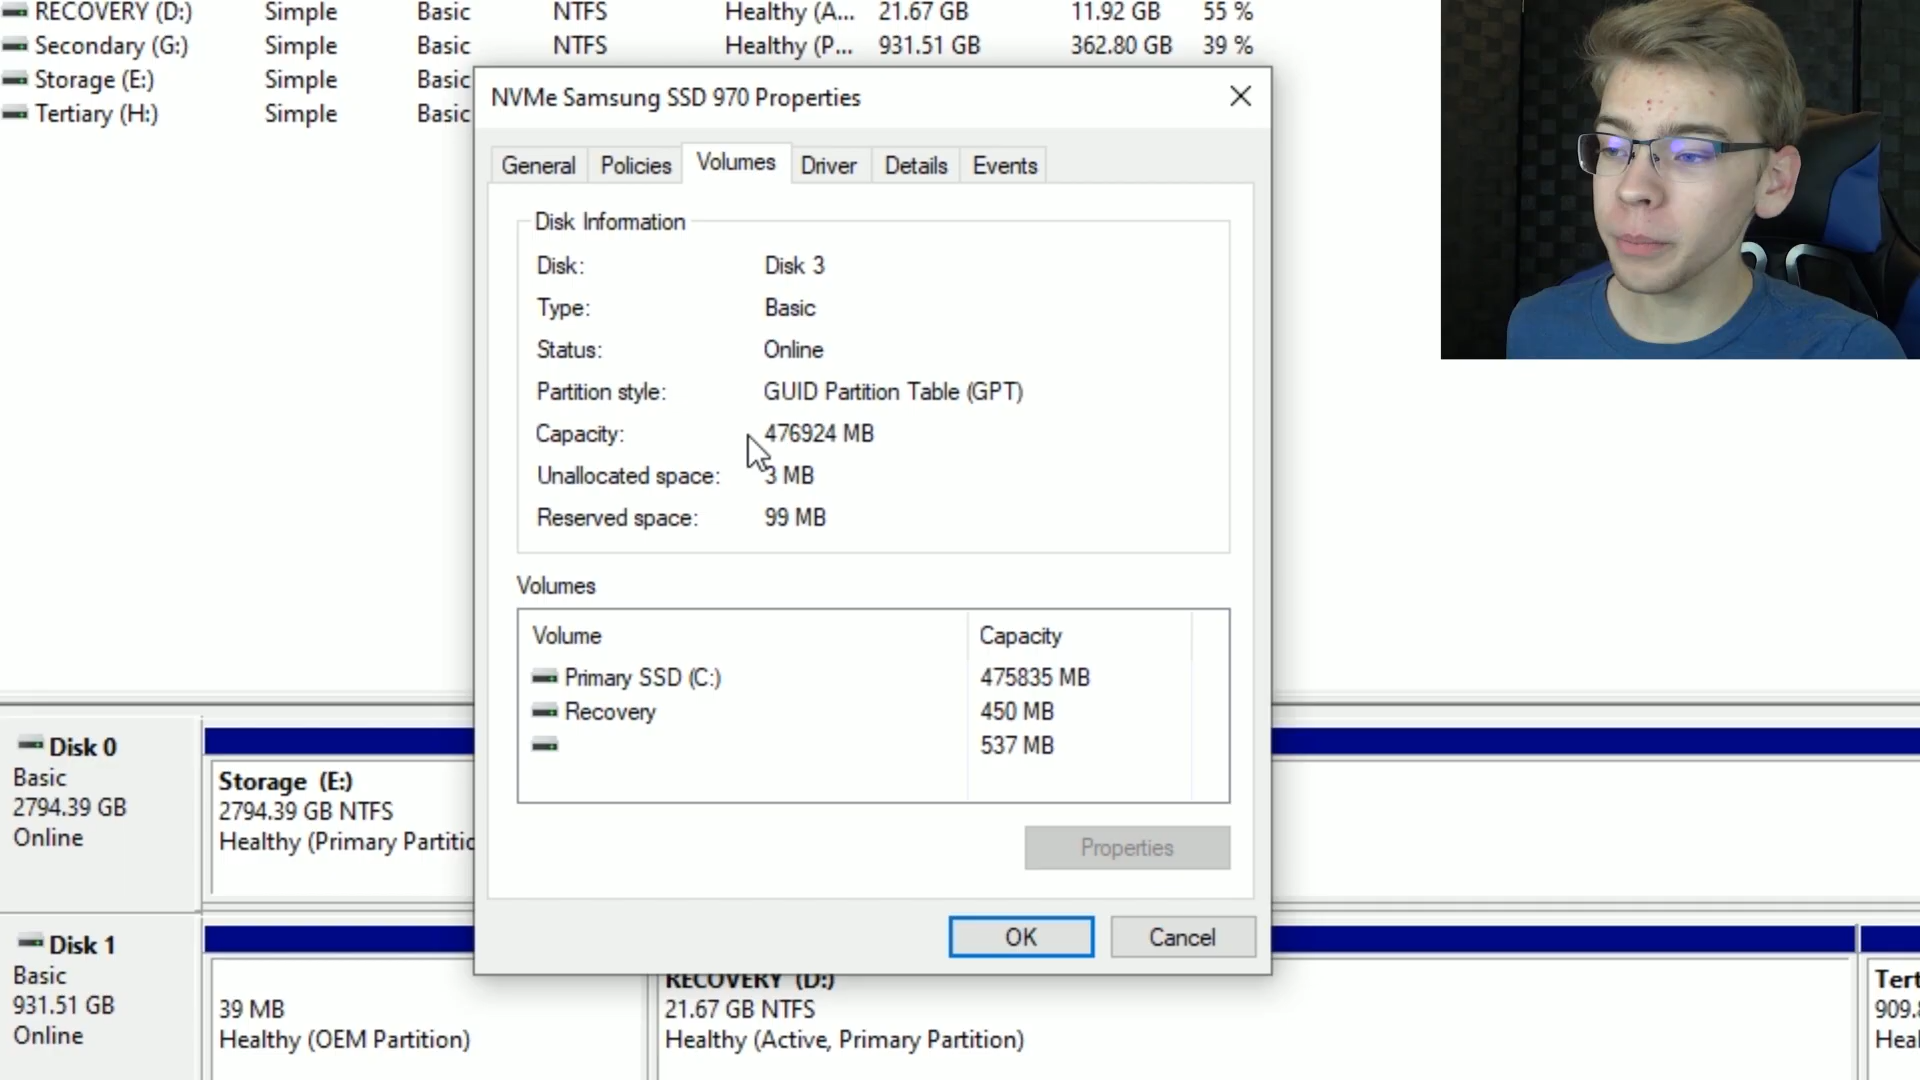 RECOVERY (D:) Simple Basic NTFS Healthy (A... 21.67 GB 11.92 GB 55 %
Secondary (G:) Simple Basic NTFS Healthy (P... 931.51 GB 362.80 GB 39 %
Storage (E:) Simple Basic
Tertiary (H:) Simple Basic
NVMe Samsung SSD 970 Properties
General Policies Volumes Driver Details Events
Disk Information
Disk: Disk 3
Type: Basic
Status: Online
Partition style: GUID Partition Table (GPT)
Capacity: 476924 MB
Unallocated space: 3 MB
Reserved space: 99 MB
Volumes
Volume Capacity
Primary SSD (C:) 475835 MB
Recovery 450 MB
537 MB
Properties
OK Cancel
Disk 0
Basic
2794.39 GB
Online
Storage (E:)
2794.39 GB NTFS
Healthy (Primary Partitio
Disk 1
Basic
931.51 GB
Online
39 MB
Healthy (OEM Partition)
RECOVERY (D:)
21.67 GB NTFS
Healthy (Active, Primary Partition)
Tert
909.8
Heal